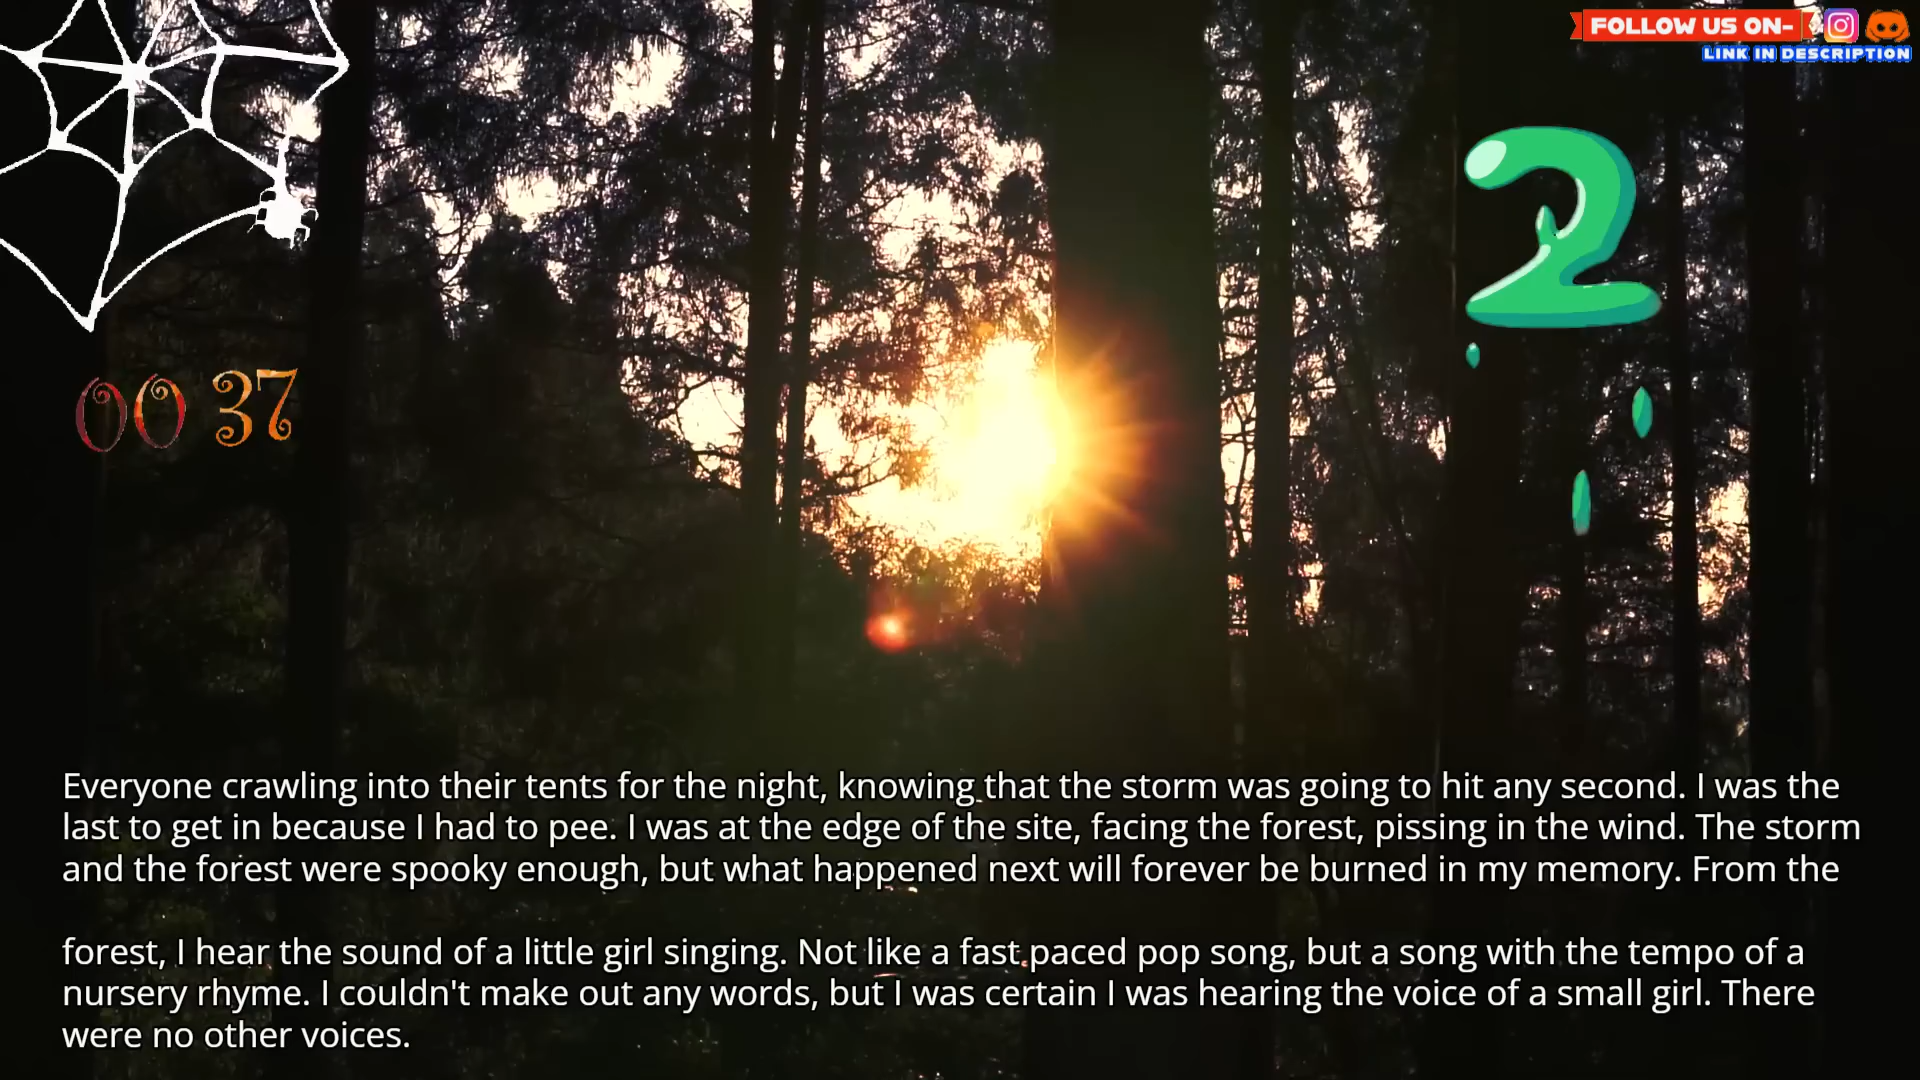 FOLLOW US ON-
LINK IN DESCRIPTION
2
00 37
Everyone crawling into their tents for the night, knowing that the storm was going to hit any second. I was the
last to get in because I had to pee. I was at the edge of the site, facing the forest, pissing in the wind. The storm
and the forest were spooky enough, but what happened next will forever be burned in my memory. From the
forest, I hear the sound of a little girl singing. Not like a fast paced pop song, but a song with the tempo of a
nursery rhyme. I couldn't make out any words, but I was certain I was hearing the voice of a small girl. There
were no other voices.